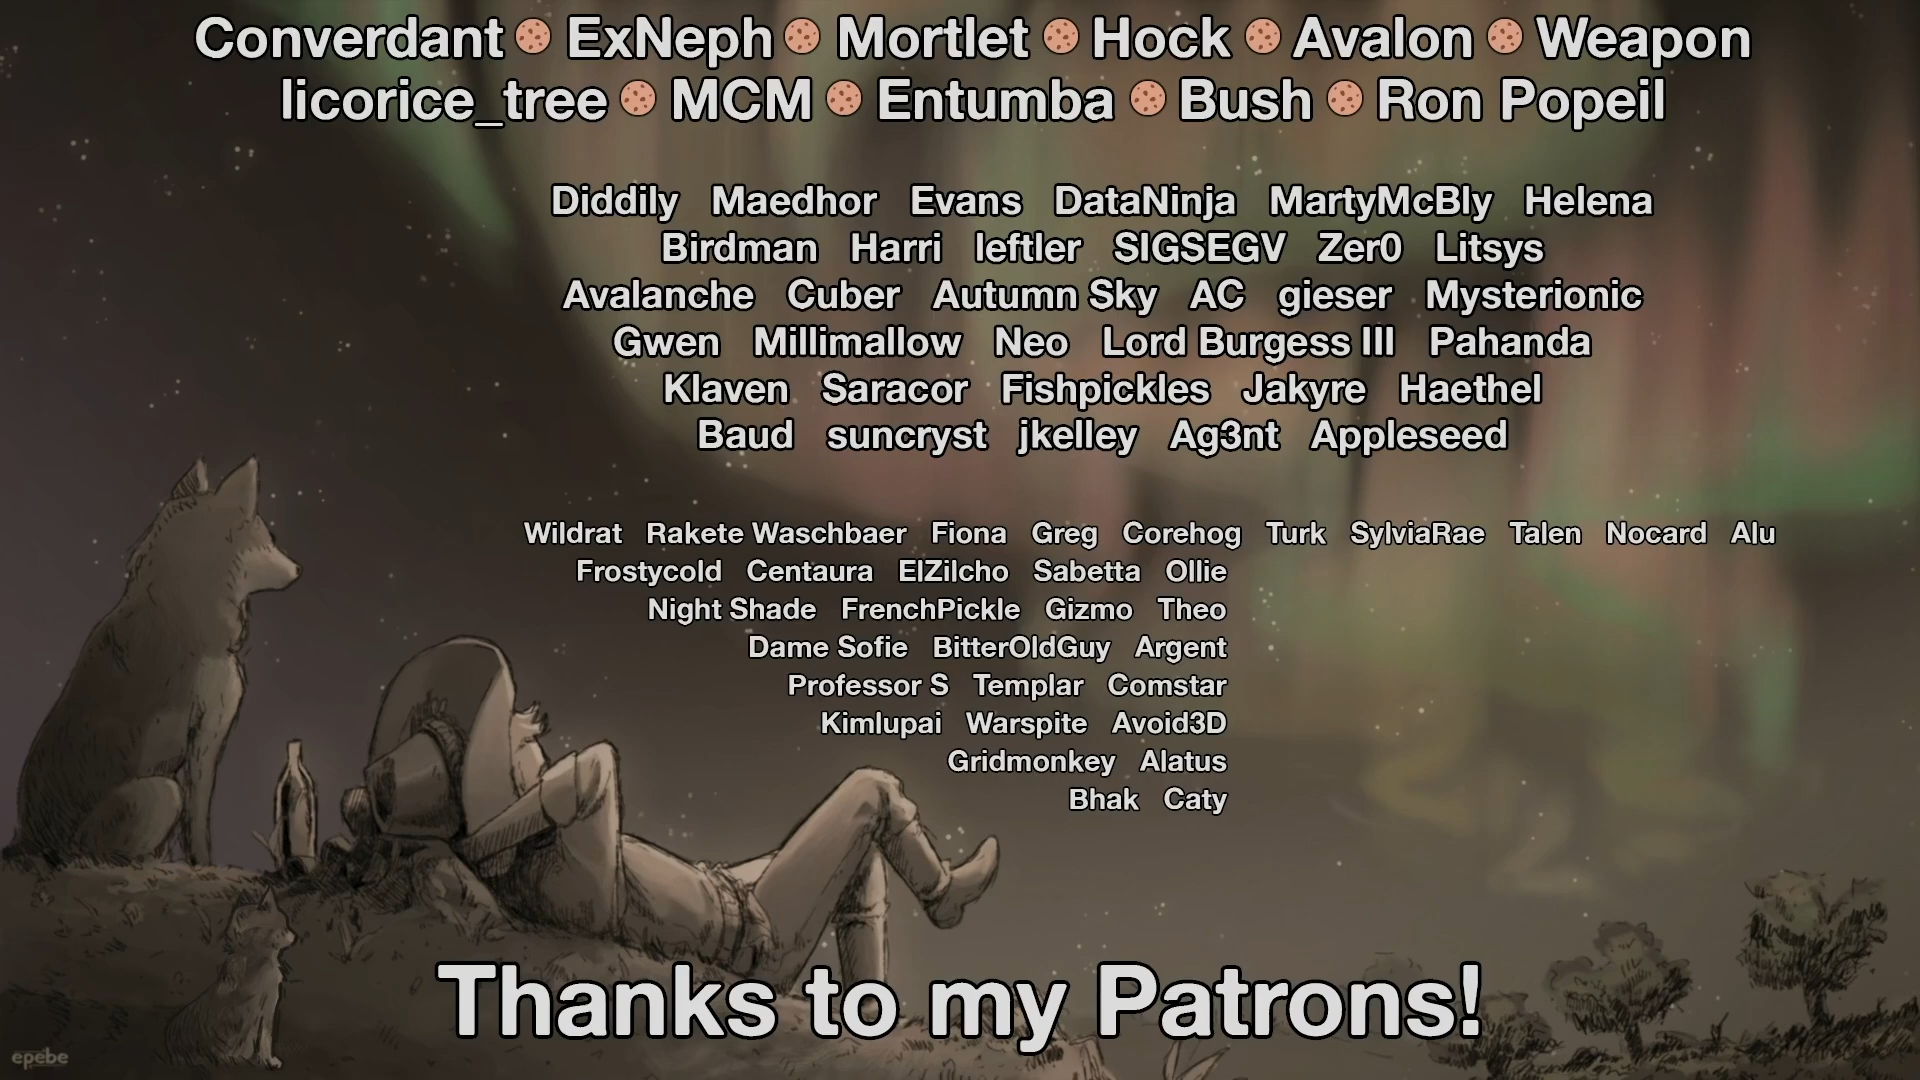 Converdant ExNeph Mortlet Hock Avalon Weapon
licorice_tree MCM Entumba Bush Ron Popeil
Diddily Maedhor Evans DataNinja MartyMcBly Helena
Birdman Harri leftler SIGSEGV Zer0 Litsys
Avalanche Cuber Autumn Sky AC gieser Mysterionic
Gwen Millimallow Neo Lord Burgess III Pahanda
Klaven Saracor Fishpickles Jakyre Haethel
Baud suncryst jkelley Ag3nt Appleseed
Wildrat Rakete Waschbaer Fiona Greg Corehog Turk SylviaRae Talen Nocard Alu
Frostycold Centaura ElZilcho Sabetta Ollie
Night Shade FrenchPickle Gizmo Theo
Dame Sofie BitterOldGuy Argent
Professor S Templar Comstar
Kimlupai Warspite Avoid3D
Gridmonkey Alatus
Bhak Caty
Thanks to my Patrons!
epebe